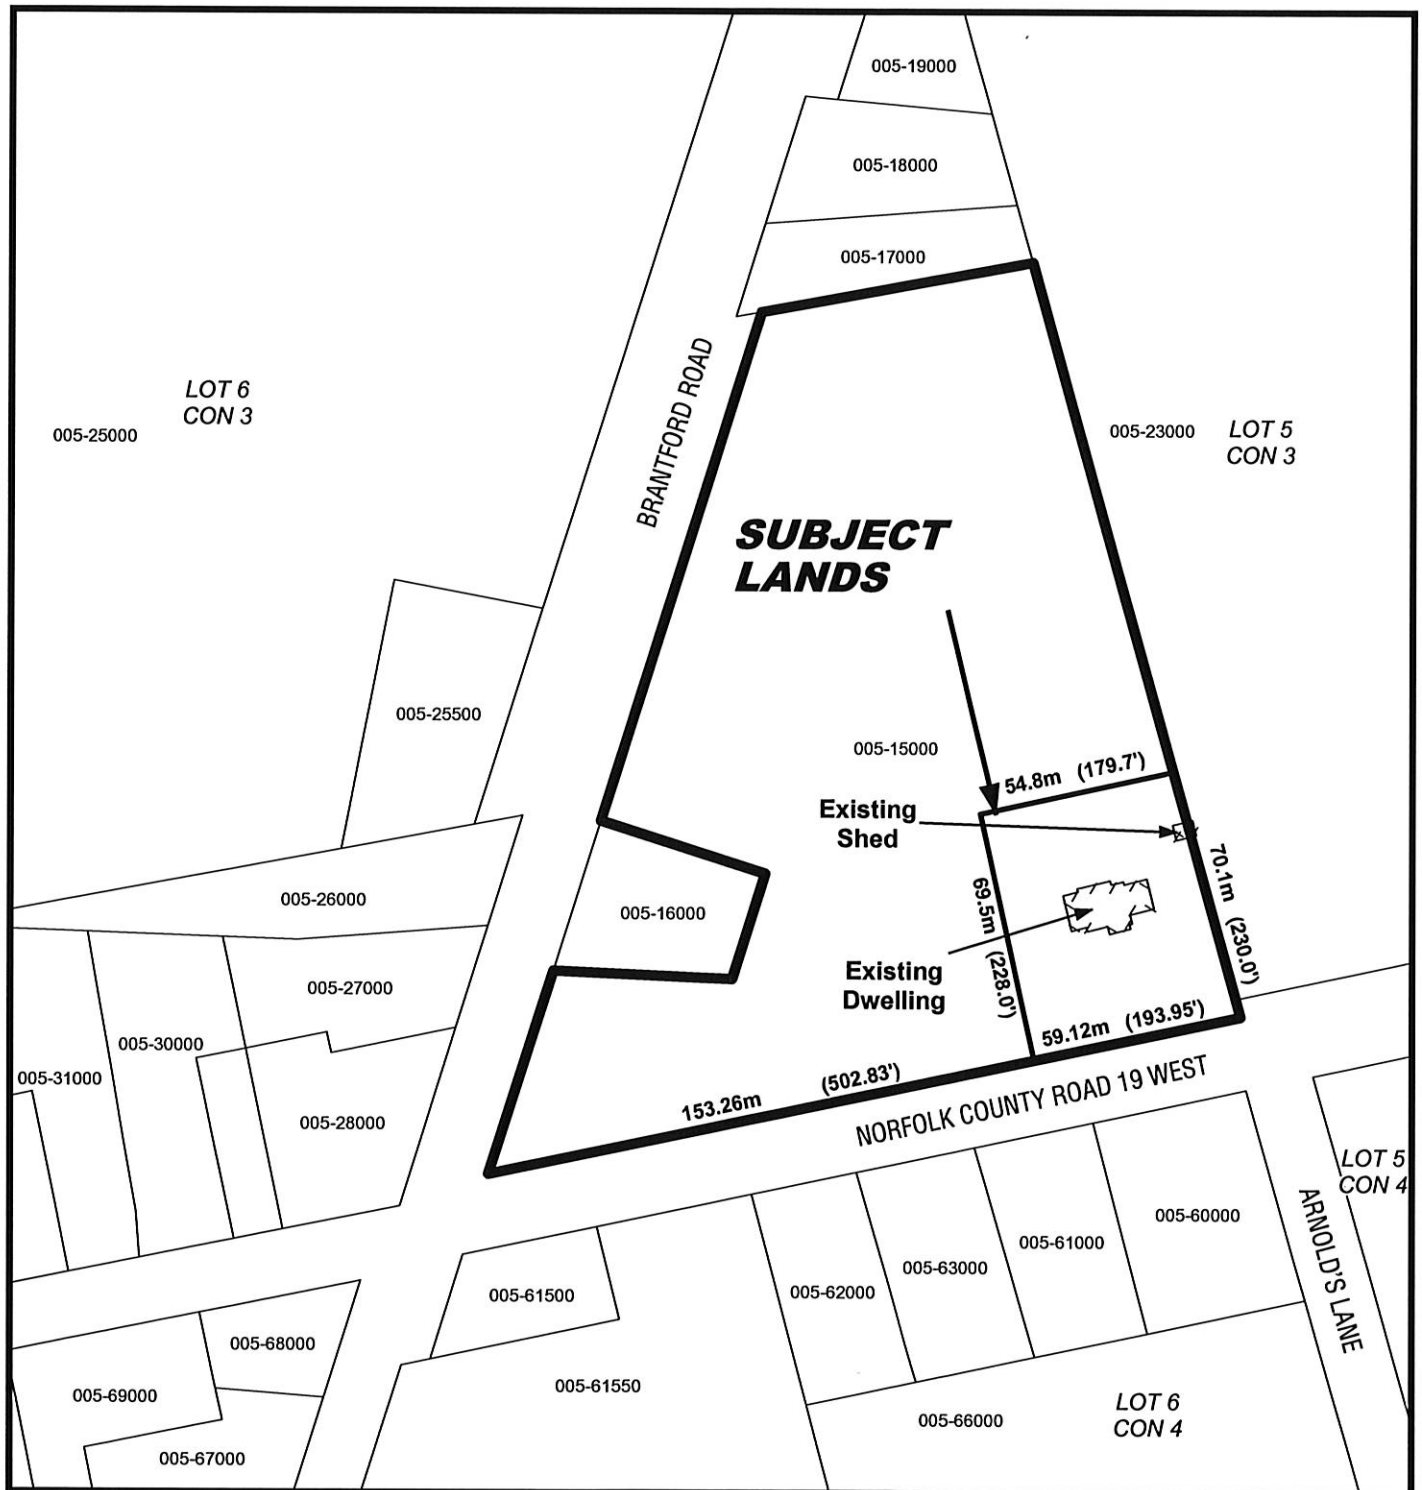 005-19000
005-18000
005-17000
BRANTFORD ROAD
LOT 6
CON 3
005-25000
005-23000
LOT 5
CON 3
SUBJECT
LANDS
005-25500
005-15000
54.8m (179.7')
Existing
Shed
70.1m (230.0')
69.5m (228.0')
005-26000
005-16000
Existing
Dwelling
005-27000
59.12m (193.95')
005-30000
005-31000
153.26m (502.83')
NORFOLK COUNTY ROAD 19 WEST
005-28000
LOT 5
CON 4
ARNOLD'S LANE
005-60000
005-61000
005-63000
005-62000
005-61500
005-68000
005-69000
005-61550
005-66000
LOT 6
CON 4
005-67000